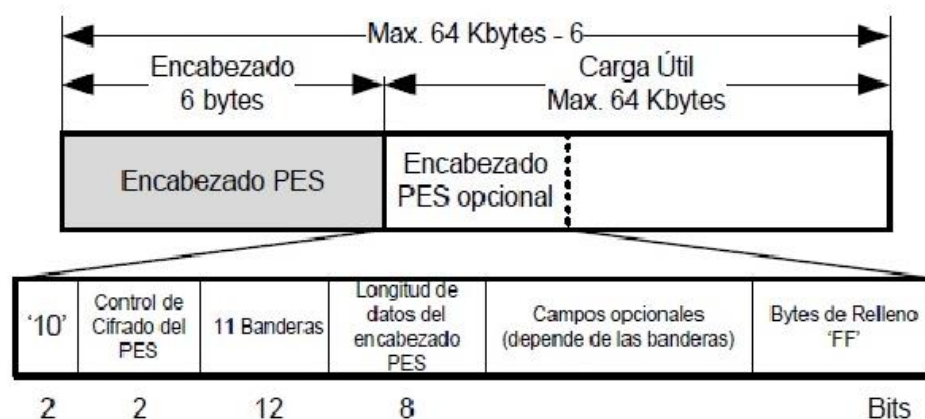 Max. 64 Kbytes - 6
Encabezado
6 bytes
Carga Útil
Max. 64 Kbytes
Encabezado PES
Encabezado
PES opcional
'10'
Control de
Cifrado del
PES
11 Banderas
Longitud de
datos del
encabezado
PES
Campos opcionales
(depende de las banderas)
Bytes de Relleno
'FF'
2 2 12 8 Bits